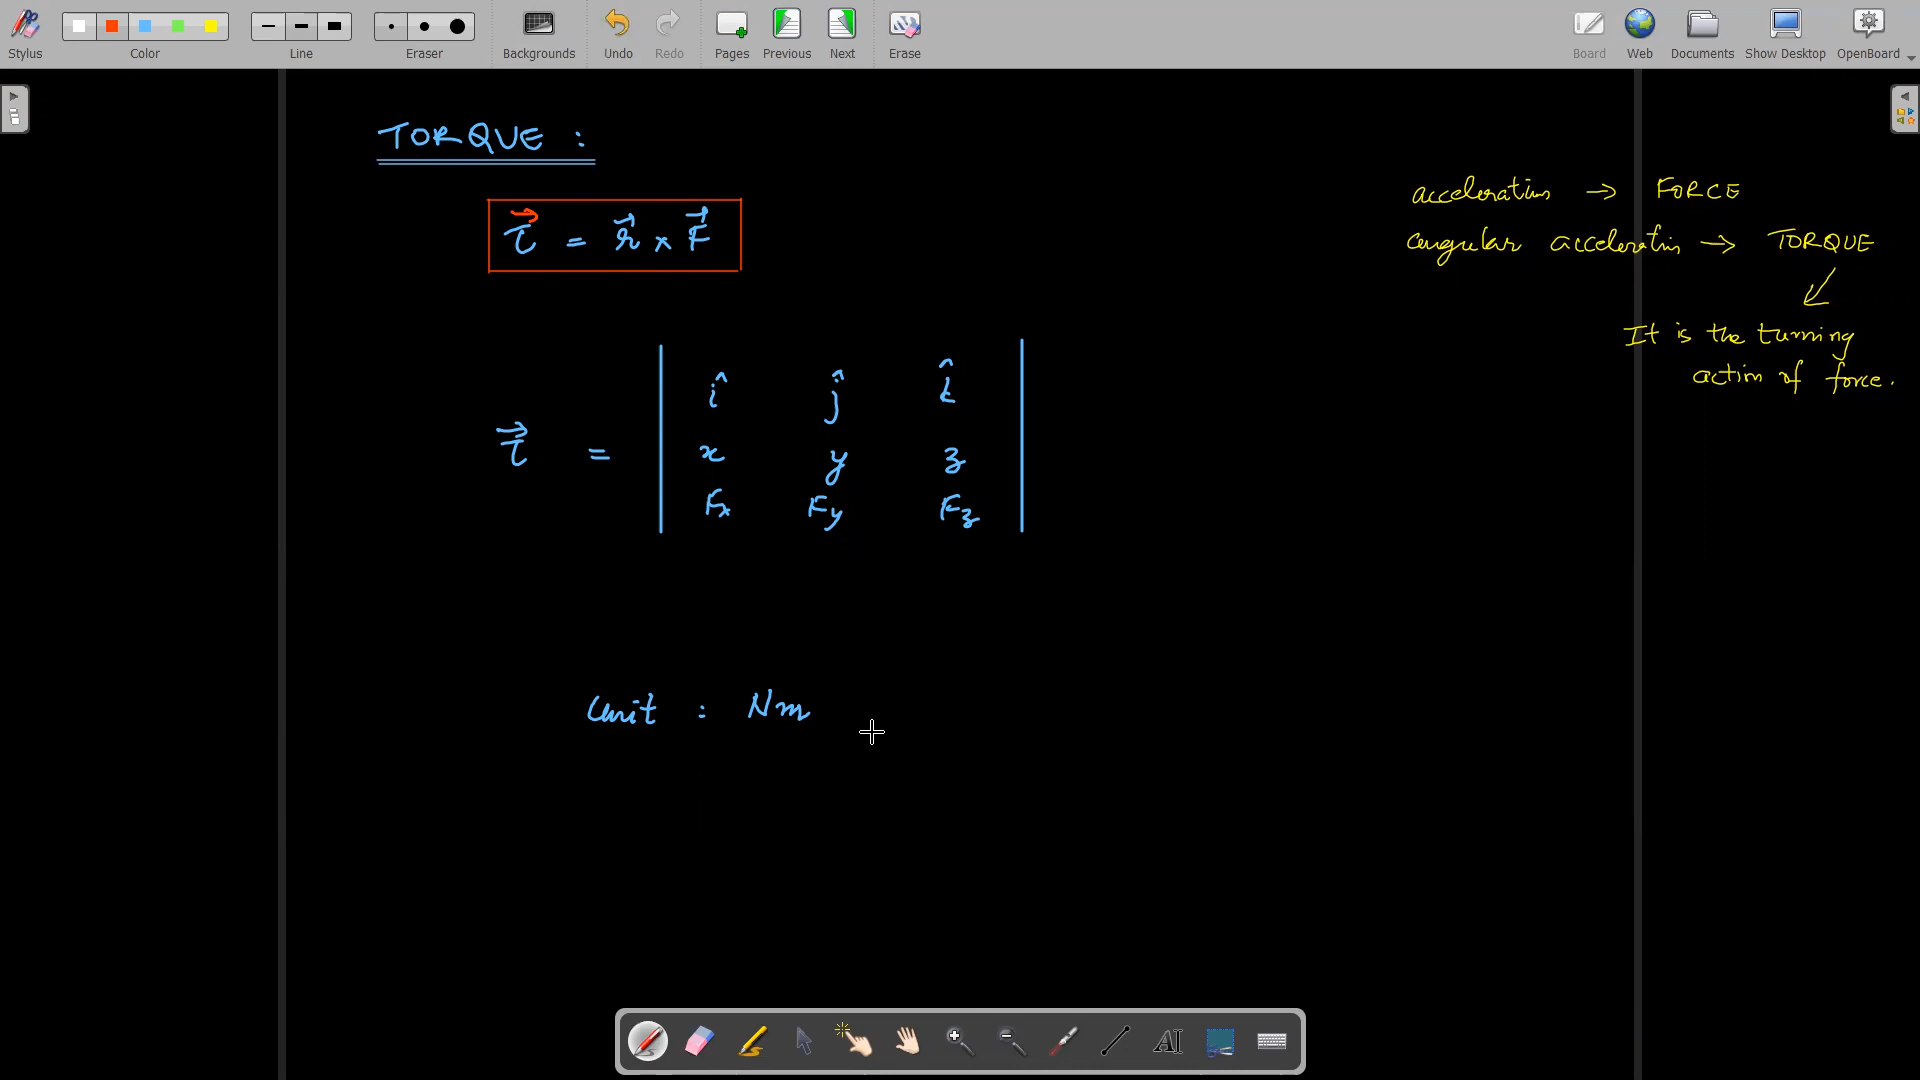 Stylus Color Line Eraser Backgrounds Undo Redo Pages Previous Next Erase Board Web Documents Show Desktop OpenBoard
TORQUE :
τ⃗ = r⃗ × F⃗
acceleration → FORCE
angular acceleration → TORQUE
↙
It is the turning
action of force.
î ĵ k̂
τ⃗ = x y z
Fx Fy Fz
Unit : Nm
AI